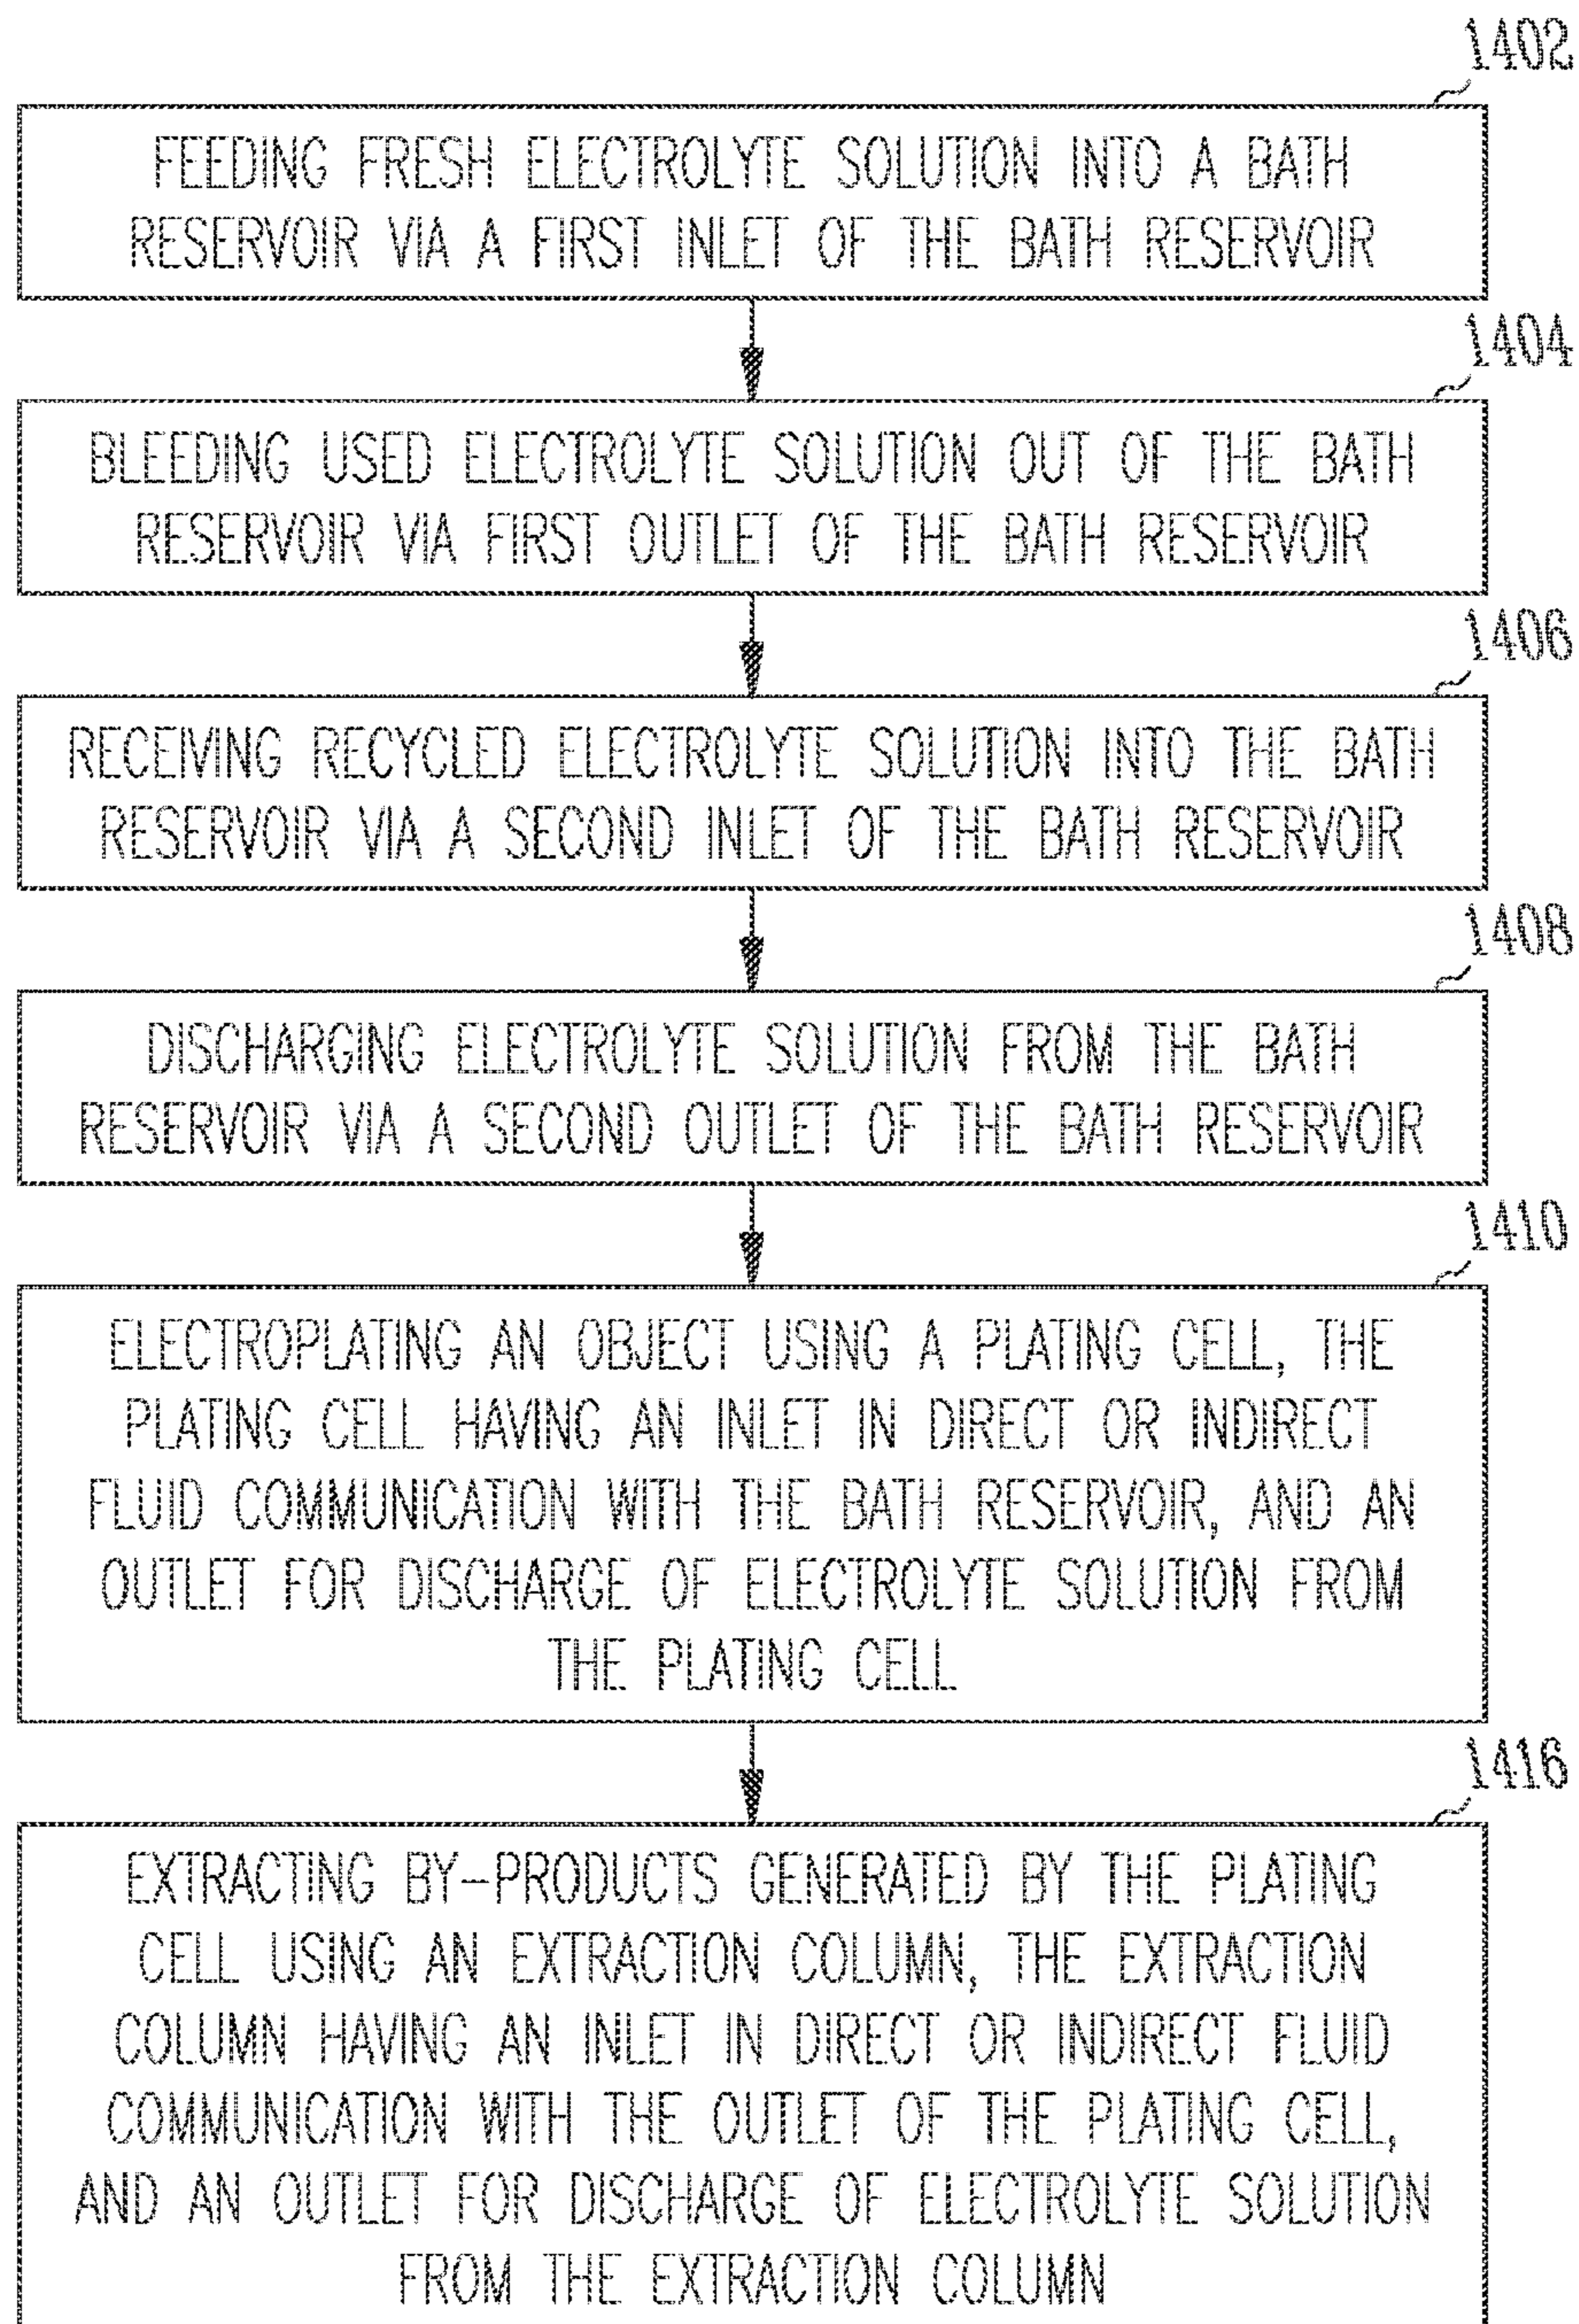 1402
FEEDING FRESH ELECTROLYTE SOLUTION INTO A BATH
RESERVOIR VIA A FIRST INLET OF THE BATH RESERVOIR
1404
BLEEDING USED ELECTROLYTE SOLUTION OUT OF THE BATH
RESERVOIR VIA FIRST OUTLET OF THE BATH RESERVOIR
1406
RECEIVING RECYCLED ELECTROLYTE SOLUTION INTO THE BATH
RESERVOIR VIA A SECOND INLET OF THE BATH RESERVOIR
1408
DISCHARGING ELECTROLYTE SOLUTION FROM THE BATH
RESERVOIR VIA A SECOND OUTLET OF THE BATH RESERVOIR
1410
ELECTROPLATING AN OBJECT USING A PLATING CELL, THE
PLATING CELL HAVING AN INLET IN DIRECT OR INDIRECT
FLUID COMMUNICATION WITH THE BATH RESERVOIR, AND AN
OUTLET FOR DISCHARGE OF ELECTROLYTE SOLUTION FROM
THE PLATING CELL
1416
EXTRACTING BY-PRODUCTS GENERATED BY THE PLATING
CELL USING AN EXTRACTION COLUMN, THE EXTRACTION
COLUMN HAVING AN INLET IN DIRECT OR INDIRECT FLUID
COMMUNICATION WITH THE OUTLET OF THE PLATING CELL,
AND AN OUTLET FOR DISCHARGE OF ELECTROLYTE SOLUTION
FROM THE EXTRACTION COLUMN